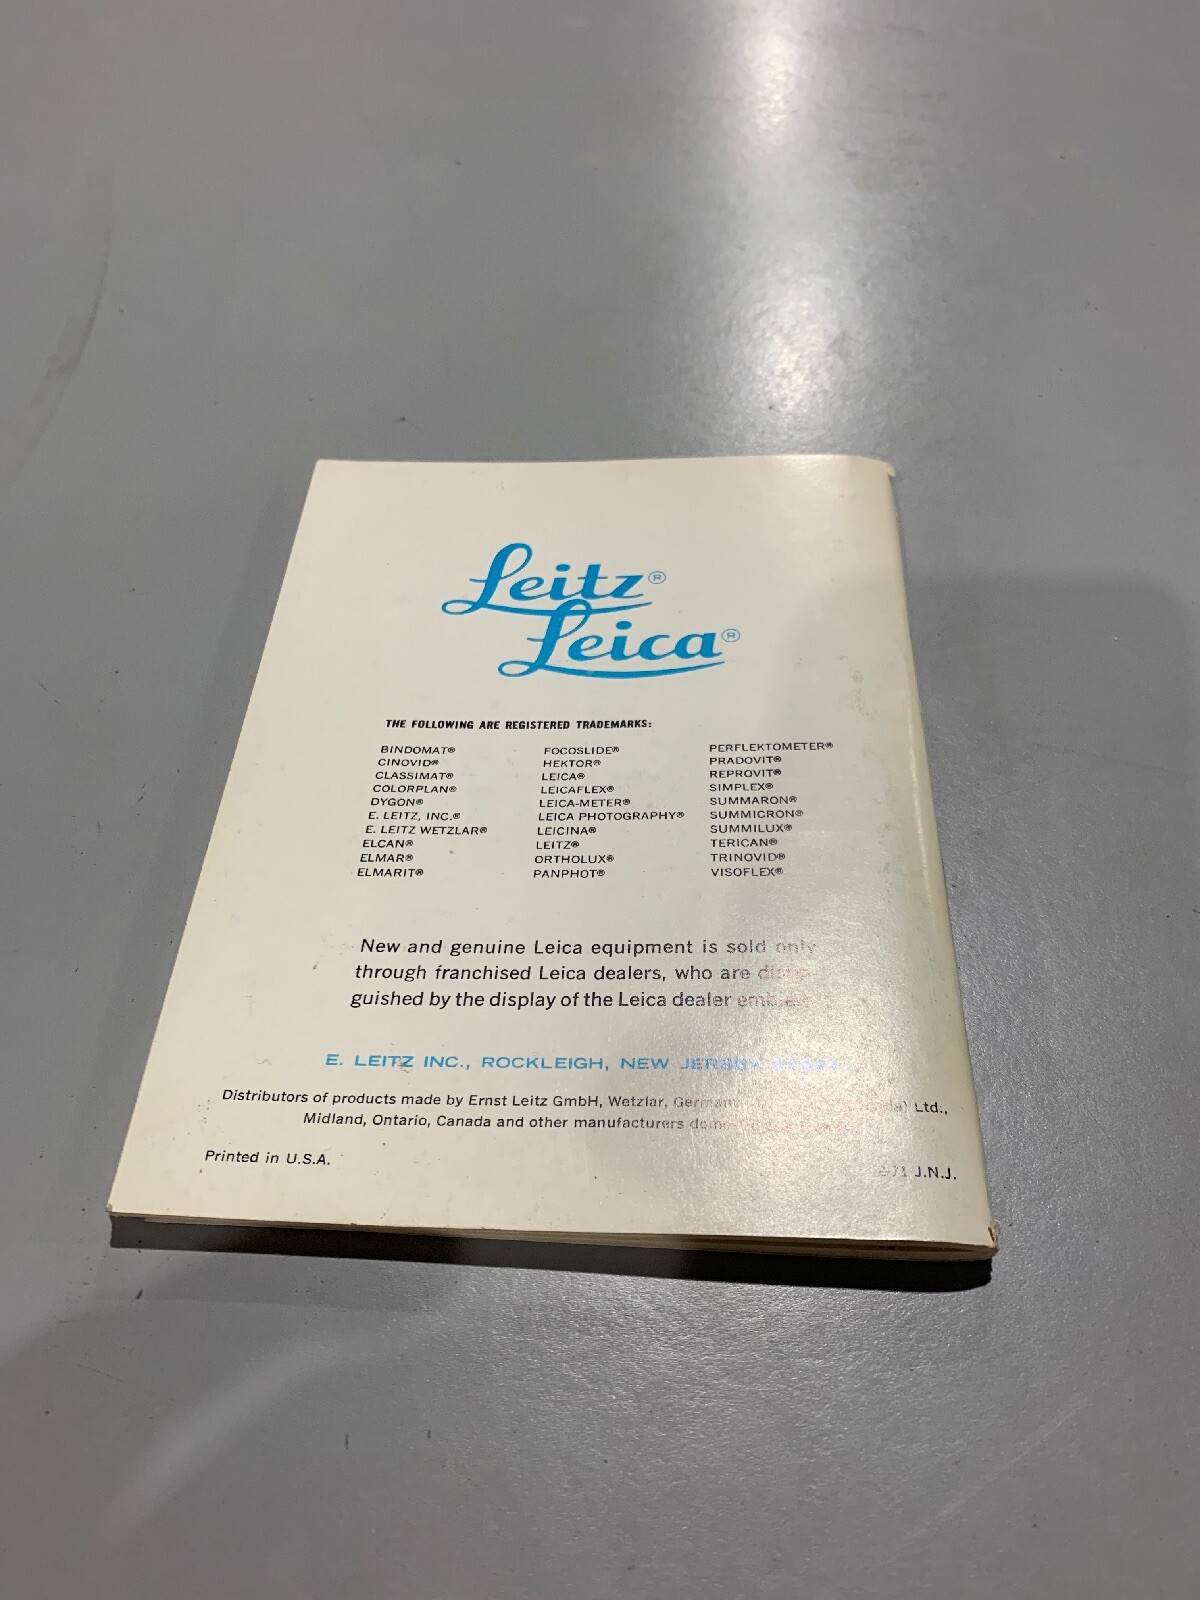 Leitz®
Leica®
THE FOLLOWING ARE REGISTERED TRADEMARKS:
BINDOMAT®
CINOVID®
CLASSIMAT®
COLORPLAN®
DYGON®
E. LEITZ, INC.®
E. LEITZ WETZLAR®
ELCAN®
ELMAR®
ELMARIT®
FOCOSLIDE®
HEKTOR®
LEICA®
LEICAFLEX®
LEICA-METER®
LEICA PHOTOGRAPHY®
LEICINA®
LEITZ®
ORTHOLUX®
PANPHOT®
PERFLEKTOMETER®
PRADOVIT®
REPROVIT®
SIMPLEX®
SUMMARON®
SUMMICRON®
SUMMILUX®
TERICAN®
TRINOVID®
VISOFLEX®
New and genuine Leica equipment is sold only
through franchised Leica dealers, who are
guished by the display of the Leica dealer
E. LEITZ INC., ROCKLEIGH, NEW JERSEY
Distributors of products made by Ernst Leitz GmbH, Wetzlar, Germany Ltd.,
Midland, Ontario, Canada and other manufacturers
Printed in U.S.A.
J.N.J.